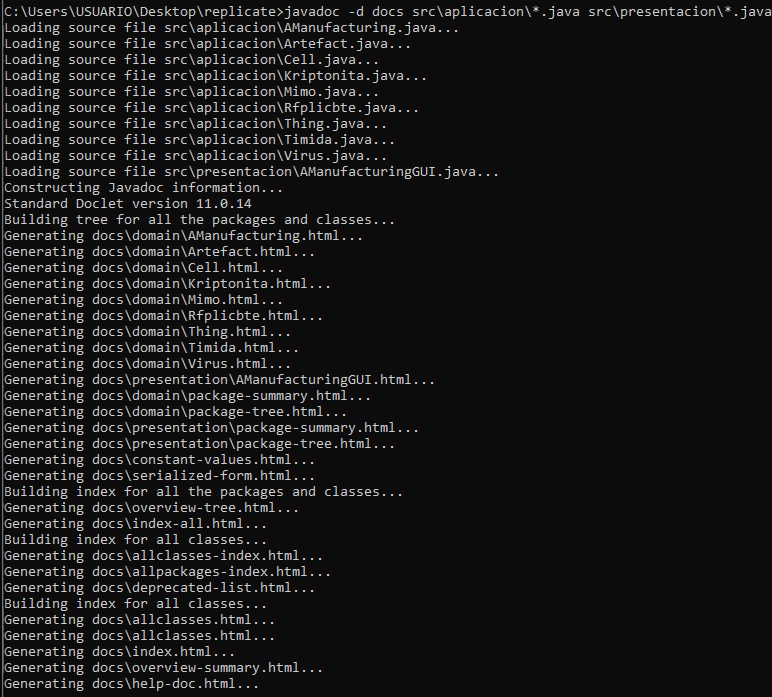 C:\Users\USUARIO\Desktop\replicate>javadoc -d docs src\aplicacion\*.java src\presentacion\*.java
Loading source file src\aplicacion\AManufacturing.java...
Loading source file src\aplicacion\Artefact.java...
Loading source file src\aplicacion\Cell.java...
Loading source file src\aplicacion\Kriptonita.java...
Loading source file src\aplicacion\Mimo.java...
Loading source file src\aplicacion\Rfplicbte.java...
Loading source file src\aplicacion\Thing.java...
Loading source file src\aplicacion\Timida.java...
Loading source file src\aplicacion\Virus.java...
Loading source file src\presentacion\AManufacturingGUI.java...
Constructing Javadoc information...
Standard Doclet version 11.0.14
Building tree for all the packages and classes...
Generating docs\domain\AManufacturing.html...
Generating docs\domain\Artefact.html...
Generating docs\domain\Cell.html...
Generating docs\domain\Kriptonita.html...
Generating docs\domain\Mimo.html...
Generating docs\domain\Rfplicbte.html...
Generating docs\domain\Thing.html...
Generating docs\domain\Timida.html...
Generating docs\domain\Virus.html...
Generating docs\presentation\AManufacturingGUI.html...
Generating docs\domain\package-summary.html...
Generating docs\domain\package-tree.html...
Generating docs\presentation\package-summary.html...
Generating docs\presentation\package-tree.html...
Generating docs\constant-values.html...
Generating docs\serialized-form.html...
Building index for all the packages and classes...
Generating docs\overview-tree.html...
Generating docs\index-all.html...
Building index for all classes...
Generating docs\allclasses-index.html...
Generating docs\allpackages-index.html...
Generating docs\deprecated-list.html...
Building index for all classes...
Generating docs\allclasses.html...
Generating docs\allclasses.html...
Generating docs\index.html...
Generating docs\overview-summary.html...
Generating docs\help-doc.html...